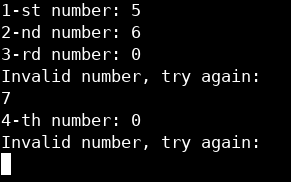 1-st number: 5
2-nd number: 6
3-rd number: 0
Invalid number, try again:
7
4-th number: 0
Invalid number, try again: